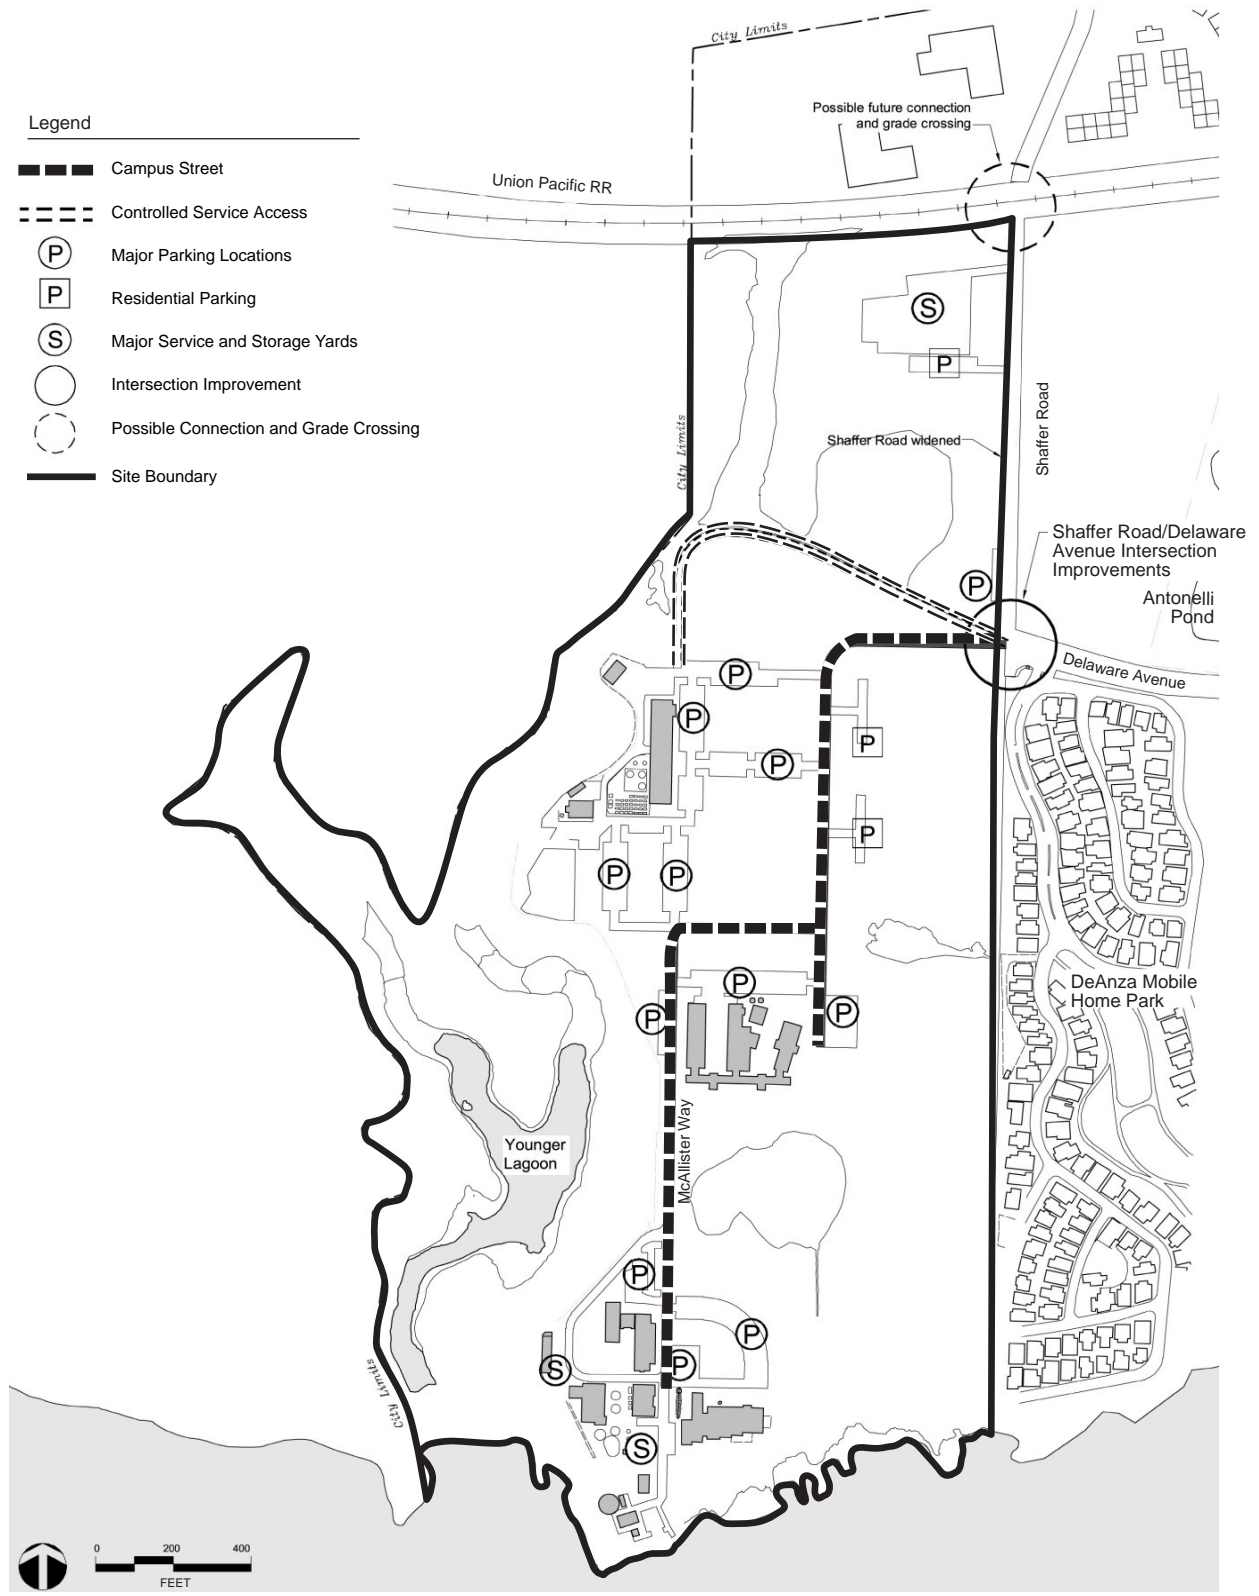 City Limits
Possible future connection
and grade crossing
Legend
Campus Street
Controlled Service Access
P
Major Parking Locations
P
Residential Parking
S
Major Service and Storage Yards
Intersection Improvement
Possible Connection and Grade Crossing
Site Boundary
Union Pacific RR
S
P
City Limits
Shaffer Road widened
Shaffer Road
Shaffer Road/Delaware
Avenue Intersection
Improvements
P
Antonelli
Pond
Delaware Avenue
P
P
P
P
P
P
P
P
DeAnza Mobile
Home Park
P
P
Younger
Lagoon
McAllister Way
P
P
P
S
City Limits
S
0 200 400
FEET